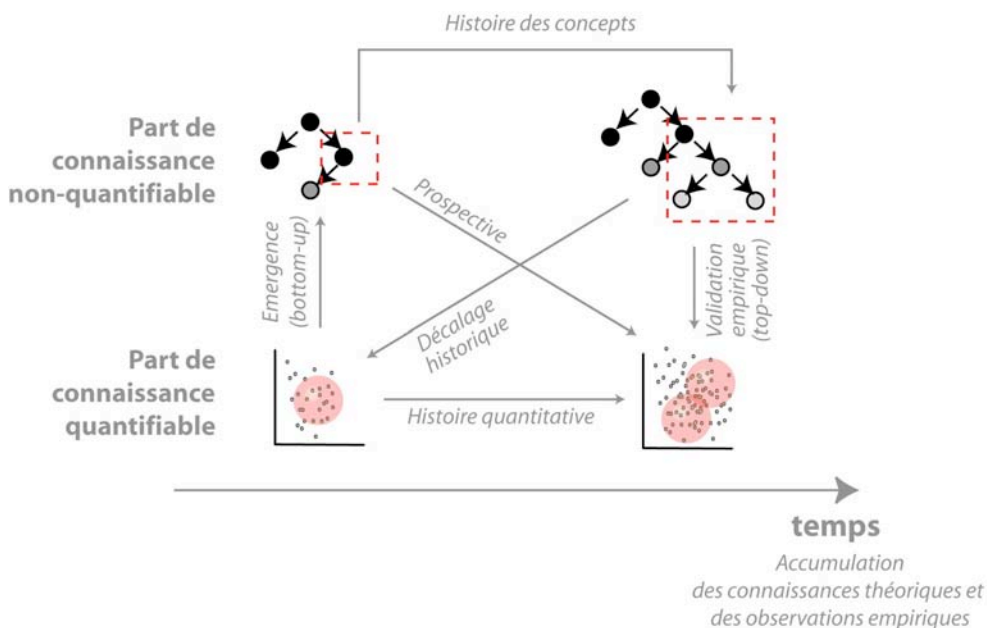 Histoire des concepts
Part de
connaissance
non-quantifiable
Prospective
Emergence
(bottom-up)
Décalage
historique
Validation
empirique
(top-down)
Part de
connaissance
quantifiable
Histoire quantitative
temps
Accumulation
des connaissances théoriques et
des observations empiriques